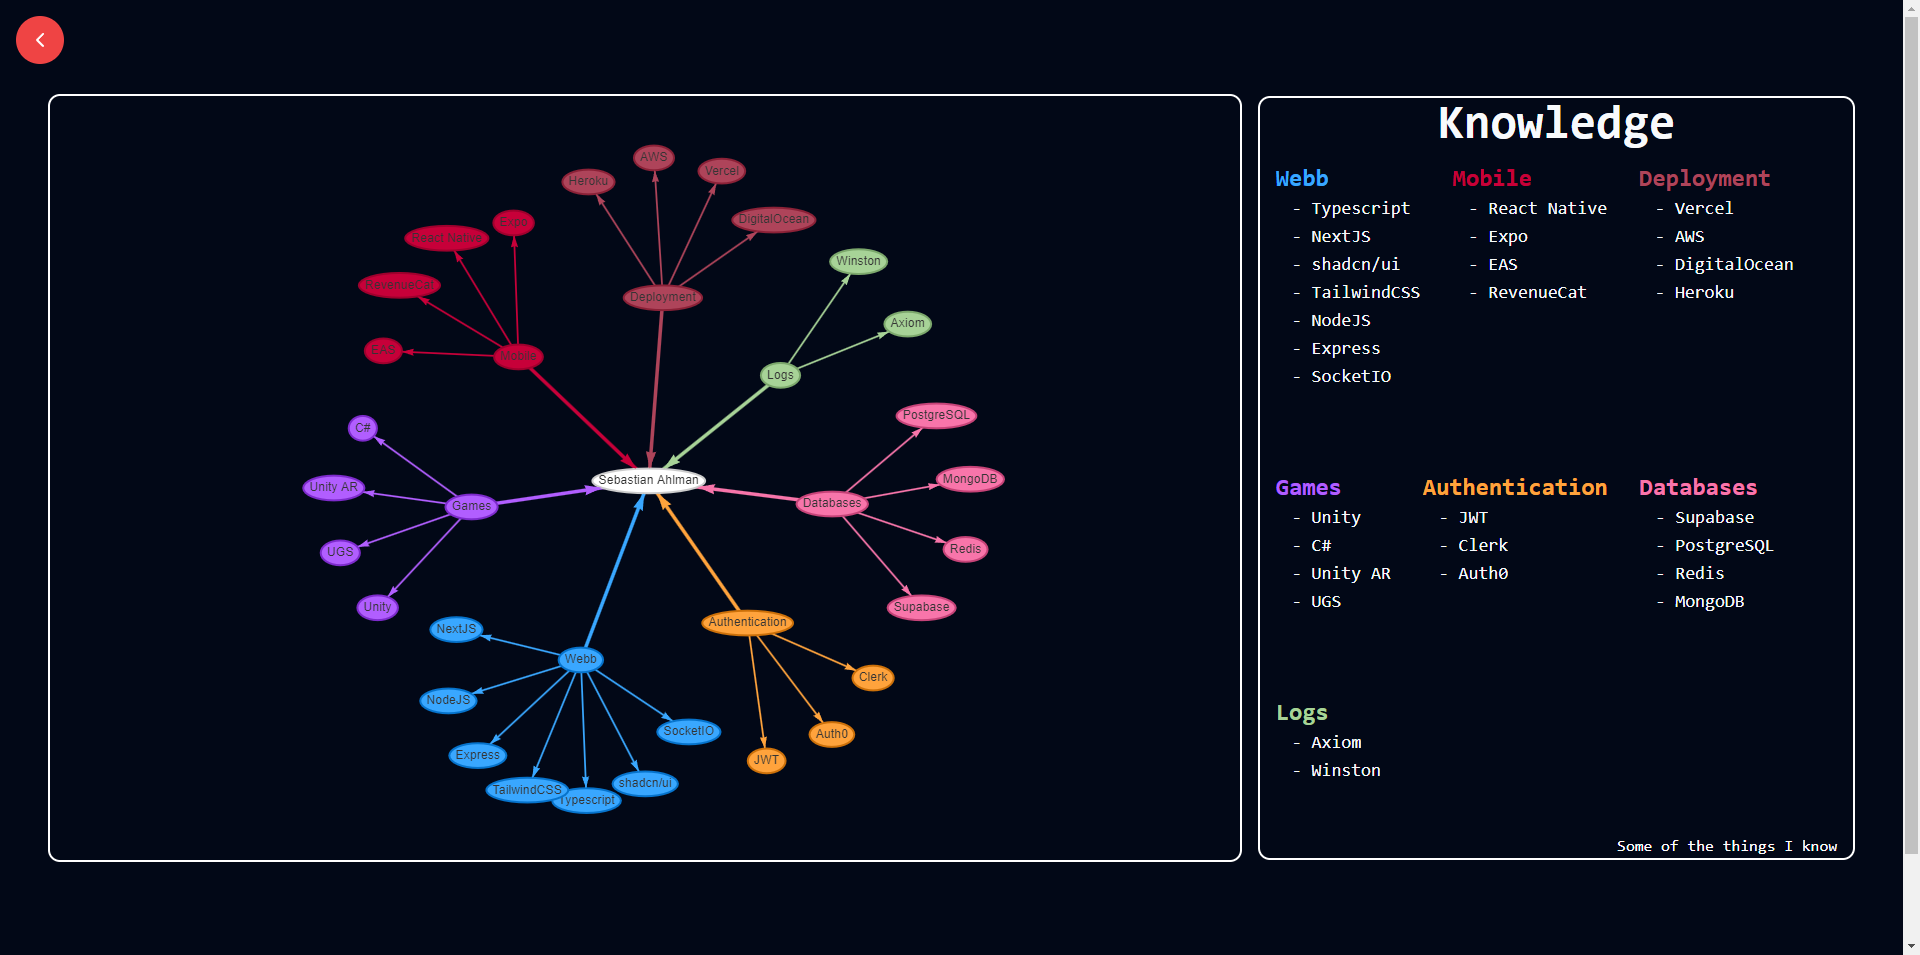 AWS
Heroku
Vercel
DigitalOcean
Expo
React Native
Winston
RevenueCat
Deployment
Axiom
EAS
Mobile
Logs
C#
PostgreSQL
Sebastian Ahlman
Unity AR
MongoDB
Games
Databases
UGS
Redis
Unity
Supabase
NextJS
Authentication
Webb
Clerk
NodeJS
SocketIO
Auth0
Express
JWT
TailwindCSS
shadcn/ui
Typescript
Knowledge
Webb
- Typescript
- NextJS
- shadcn/ui
- TailwindCSS
- NodeJS
- Express
- SocketIO
Mobile
- React Native
- Expo
- EAS
- RevenueCat
Deployment
- Vercel
- AWS
- DigitalOcean
- Heroku
Games
- Unity
- C#
- Unity AR
- UGS
Authentication
- JWT
- Clerk
- Auth0
Databases
- Supabase
- PostgreSQL
- Redis
- MongoDB
Logs
- Axiom
- Winston
Some of the things I know